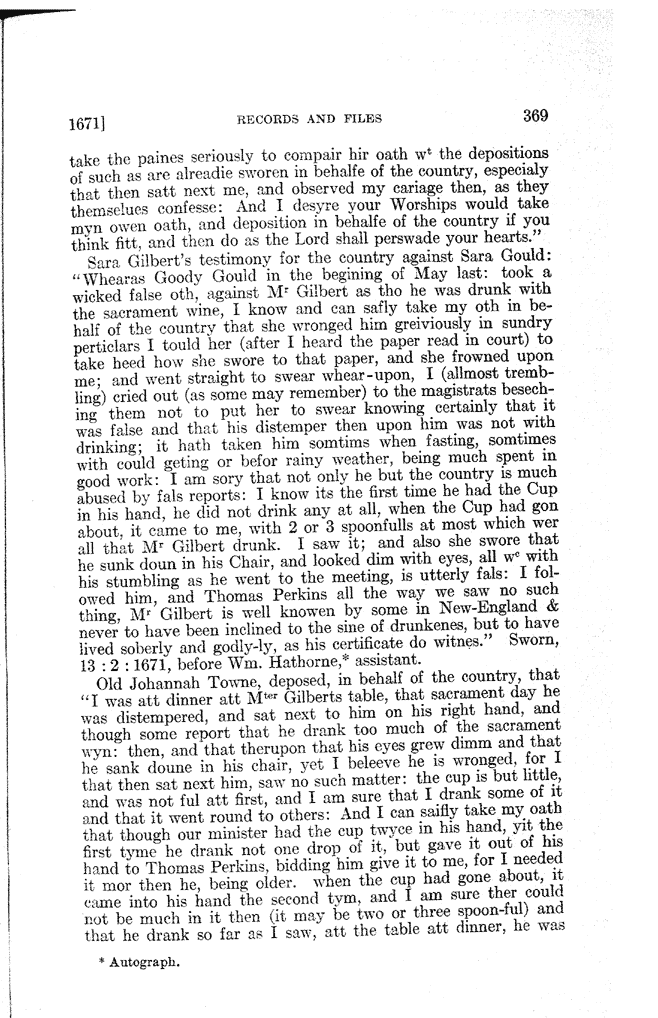 1671] RECORDS AND FILES 369
take the paines seriously to compair hir oath wt the depositions
of such as are alreadie sworen in behalfe of the country, especialy
that then satt next me, and observed my cariage then, as they
themselues confesse: And I desyre your Worships would take
myn owen oath, and deposition in behalfe of the country if you
think fitt, and then do as the Lord shall perswade your hearts."
Sara Gilbert's testimony for the country against Sara Gould:
"Whearas Goody Gould in the begining of May last: took a
wicked false oth, against Mr Gilbert as tho he was drunk with
the sacrament wine, I know and can safly take my oth in be-
half of the country that she wronged him greiviously in sundry
perticlars I tould her (after I heard the paper read in court) to
take heed how she swore to that paper, and she frowned upon
me; and went straight to swear whear-upon, I (allmost tremb-
ling) cried out (as some may remember) to the magistrats besech-
ing them not to put her to swear knowing certainly that it
was false and that his distemper then upon him was not with
drinking; it hath taken him somtims when fasting, somtimes
with could geting or befor rainy weather, being much spent in
good work: I am sory that not only he but the country is much
abused by fals reports: I know its the first time he had the Cup
in his hand, he did not drink any at all, when the Cup had gon
about, it came to me, with 2 or 3 spoonfulls at most which wer
all that Mr Gilbert drunk. I saw it; and also she swore that
he sunk doun in his Chair, and looked dim with eyes, all wc with
his stumbling as he went to the meeting, is utterly fals: I fol-
owed him, and Thomas Perkins all the way we saw no such
thing, Mr Gilbert is well knowen by some in New-England &
never to have been inclined to the sine of drunkenes, but to have
lived soberly and godly-ly, as his certificate do witnes." Sworn,
13 : 2 : 1671, before Wm. Hathorne,* assistant.
Old Johannah Towne, deposed, in behalf of the country, that
"I was att dinner att Mter Gilberts table, that sacrament day he
was distempered, and sat next to him on his right hand, and
though some report that he drank too much of the sacrament
wyn: then, and that therupon that his eyes grew dimm and that
he sank doune in his chair, yet I beleeve he is wronged, for I
that then sat next him, saw no such matter: the cup is but little,
and was not ful att first, and I am sure that I drank some of it
and that it went round to others: And I can saifly take my oath
that though our minister had the cup twyce in his hand, yit the
first tyme he drank not one drop of it, but gave it out of his
hand to Thomas Perkins, bidding him give it to me, for I needed
it mor then he, being older. when the cup had gone about, it
came into his hand the second tym, and I am sure ther could
not be much in it then (it may be two or three spoon-ful) and
that he drank so far as I saw, att the table att dinner, he was
* Autograph.